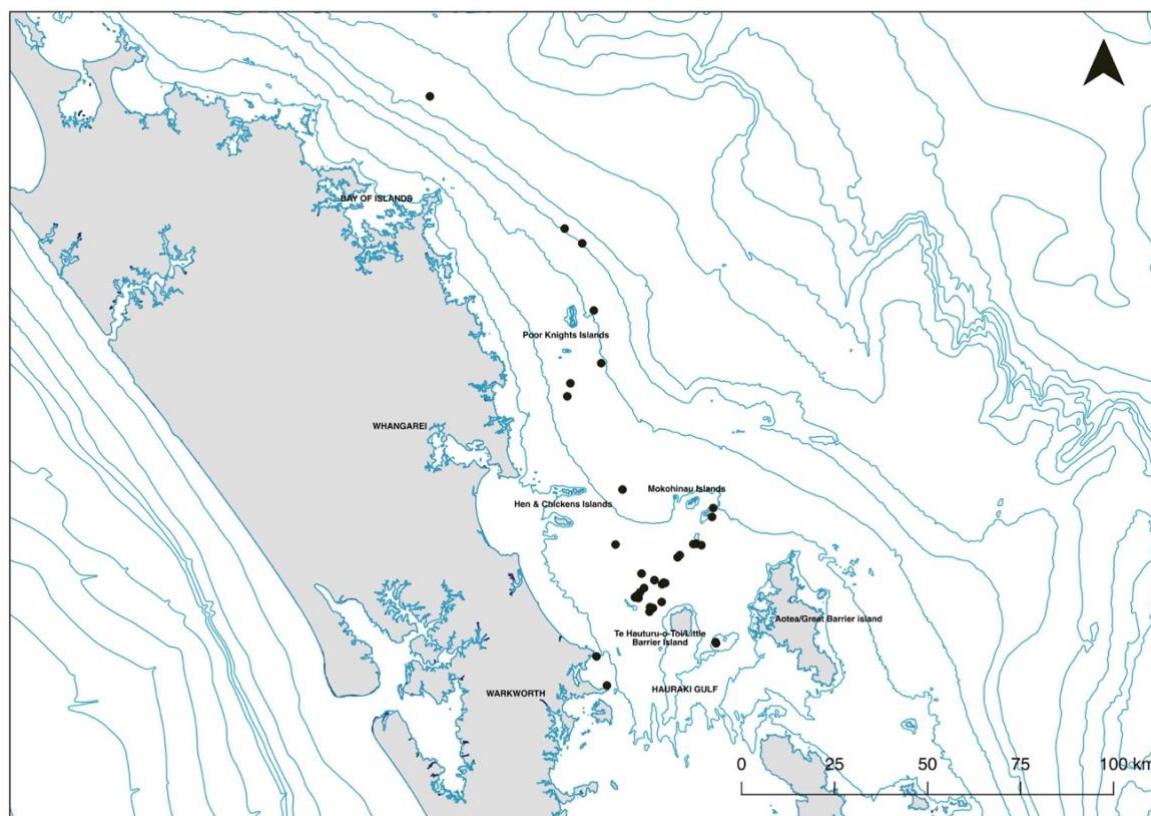 BAY OF ISLANDS
Poor Knights Islands
WHANGAREI
Mokohinau Islands
Hen & Chickens Islands
Aotea/Great Barrier island
Te Hauturu-o-Toi/Little
Barrier Island
WARKWORTH
HAURAKI GULF
0 25 50 75 100 km